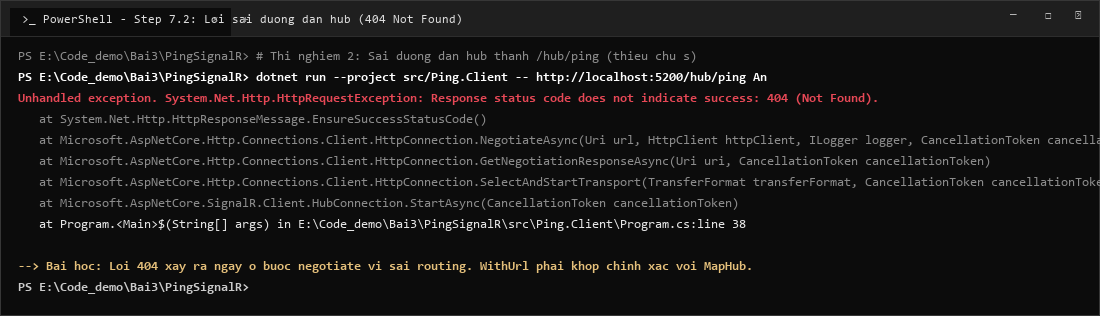 >_ PowerShell - Step 7.2: Lỗi sai duong dan hub (404 Not Found)
PS E:\Code_demo\Bai3\PingSignalR> # Thi nghiem 2: Sai duong dan hub thanh /hub/ping (thieu chu s)
PS E:\Code_demo\Bai3\PingSignalR> dotnet run --project src/Ping.Client -- http://localhost:5200/hub/ping An
Unhandled exception. System.Net.Http.HttpRequestException: Response status code does not indicate success: 404 (Not Found).
at System.Net.Http.HttpResponseMessage.EnsureSuccessStatusCode()
at Microsoft.AspNetCore.Http.Connections.Client.HttpConnection.NegotiateAsync(Uri url, HttpClient httpClient, ILogger logger, CancellationToken cancella
at Microsoft.AspNetCore.Http.Connections.Client.HttpConnection.GetNegotiationResponseAsync(Uri uri, CancellationToken cancellationToken)
at Microsoft.AspNetCore.Http.Connections.Client.HttpConnection.SelectAndStartTransport(TransferFormat transferFormat, CancellationToken cancellationToke
at Microsoft.AspNetCore.SignalR.Client.HubConnection.StartAsync(CancellationToken cancellationToken)
at Program.<Main>$(String[] args) in E:\Code_demo\Bai3\PingSignalR\src\Ping.Client\Program.cs:line 38
--> Bai hoc: Loi 404 xay ra ngay o buoc negotiate vi sai routing. WithUrl phai khop chinh xac voi MapHub.
PS E:\Code_demo\Bai3\PingSignalR>